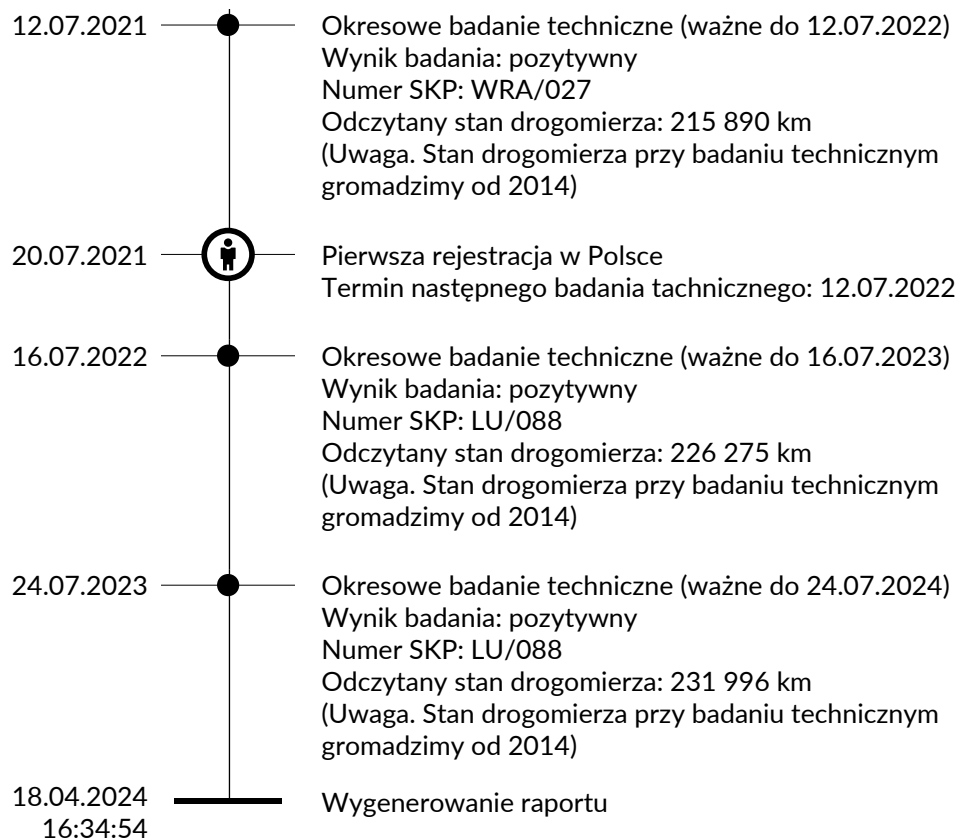 12.07.2021
Okresowe badanie techniczne (ważne do 12.07.2022)
Wynik badania: pozytywny
Numer SKP: WRA/027
Odczytany stan drogomierza: 215 890 km
(Uwaga. Stan drogomierza przy badaniu technicznym
gromadzimy od 2014)
20.07.2021
Pierwsza rejestracja w Polsce
Termin następnego badania tachnicznego: 12.07.2022
16.07.2022
Okresowe badanie techniczne (ważne do 16.07.2023)
Wynik badania: pozytywny
Numer SKP: LU/088
Odczytany stan drogomierza: 226 275 km
(Uwaga. Stan drogomierza przy badaniu technicznym
gromadzimy od 2014)
24.07.2023
Okresowe badanie techniczne (ważne do 24.07.2024)
Wynik badania: pozytywny
Numer SKP: LU/088
Odczytany stan drogomierza: 231 996 km
(Uwaga. Stan drogomierza przy badaniu technicznym
gromadzimy od 2014)
18.04.2024
16:34:54
Wygenerowanie raportu